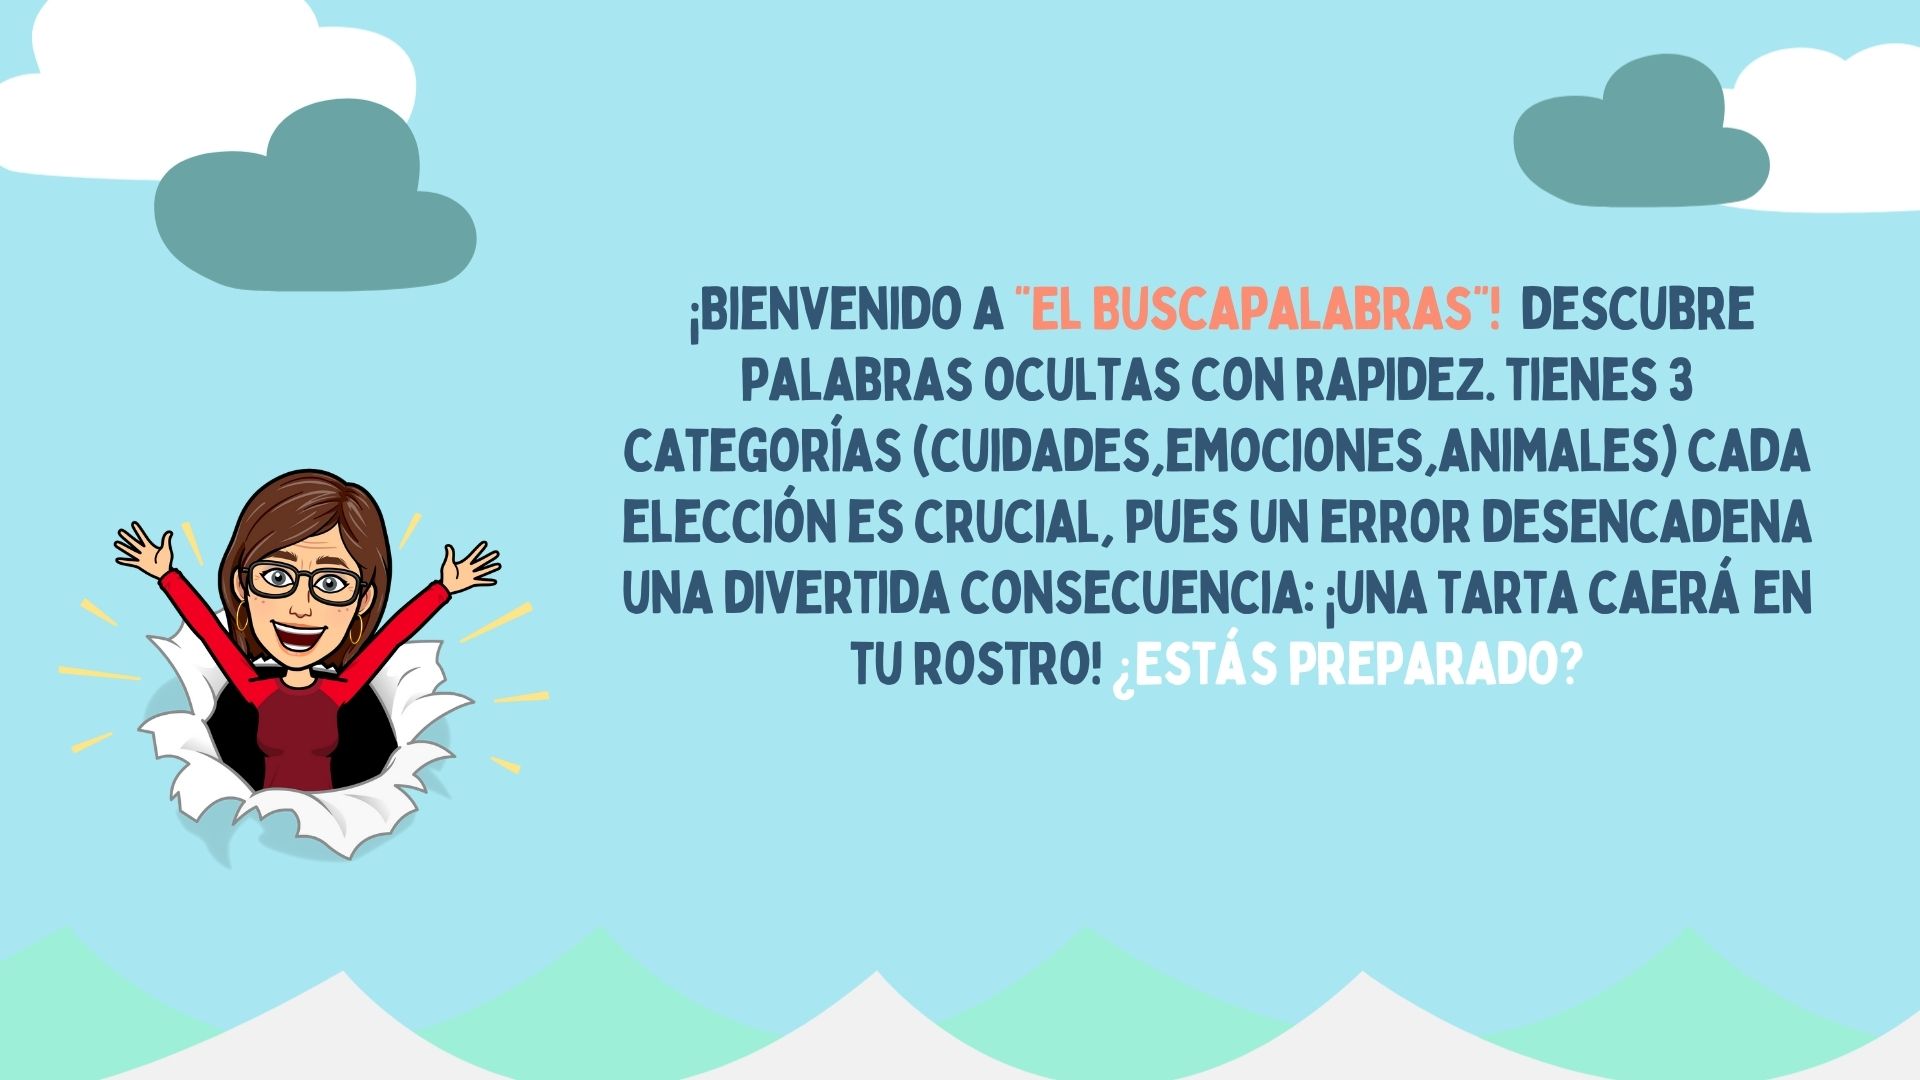 ¡BIENVENIDO A "EL BUSCAPALABRAS"! DESCUBRE
PALABRAS OCULTAS CON RAPIDEZ. TIENES 3
CATEGORÍAS (CUIDADES,EMOCIONES,ANIMALES) CADA
ELECCIÓN ES CRUCIAL, PUES UN ERROR DESENCADENA
UNA DIVERTIDA CONSECUENCIA: ¡UNA TARTA CAERÁ EN
TU ROSTRO! ¿ESTÁS PREPARADO?